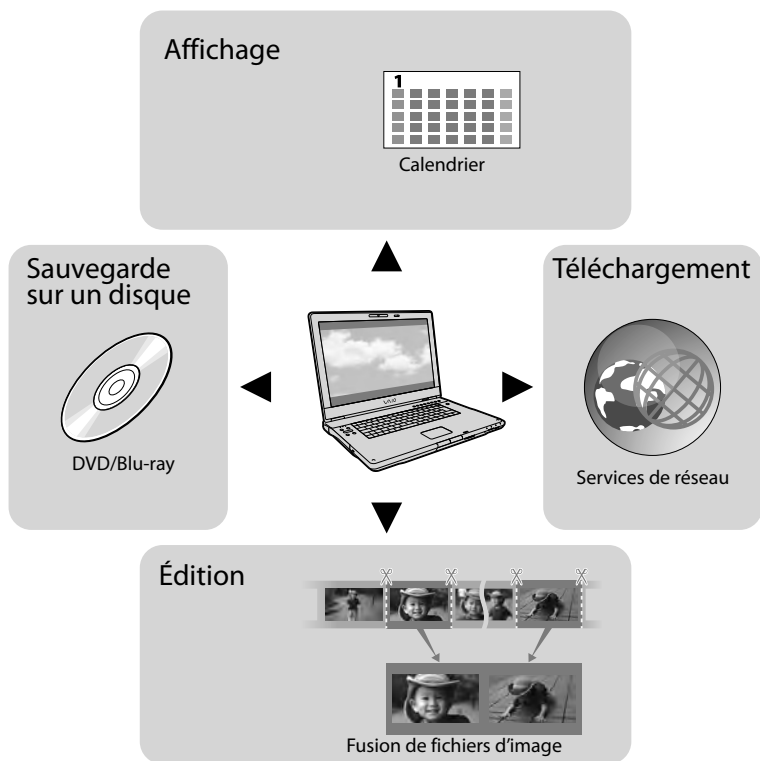 Affichage
1
Calendrier
Sauvegarde
sur un disque
DVD/Blu-ray
VAIO
Téléchargement
Services de réseau
Édition
Fusion de fichiers d’image